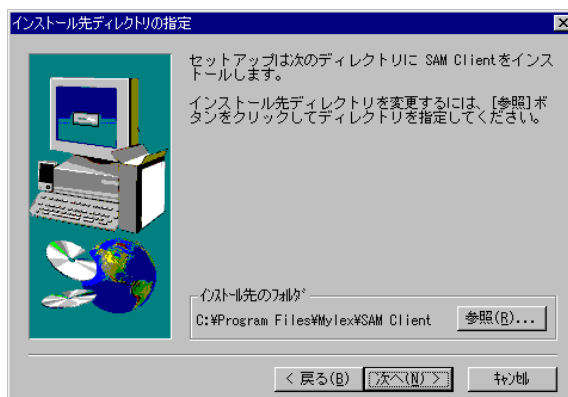 インストール先ディレクトリの指定
セットアップは次のディレクトリに SAM Clientをインス
トールします。
インストール先ディレクトリを変更するには、[参照]ボ
タンをクリックしてディレクトリを指定してください。
ｲﾝｽﾄｰﾙ先のﾌｫﾙﾀﾞ
C:¥Program Files¥Mylex¥SAM Client
参照(R)...
< 戻る(B)
次へ(N) >
ｷｬﾝｾﾙ